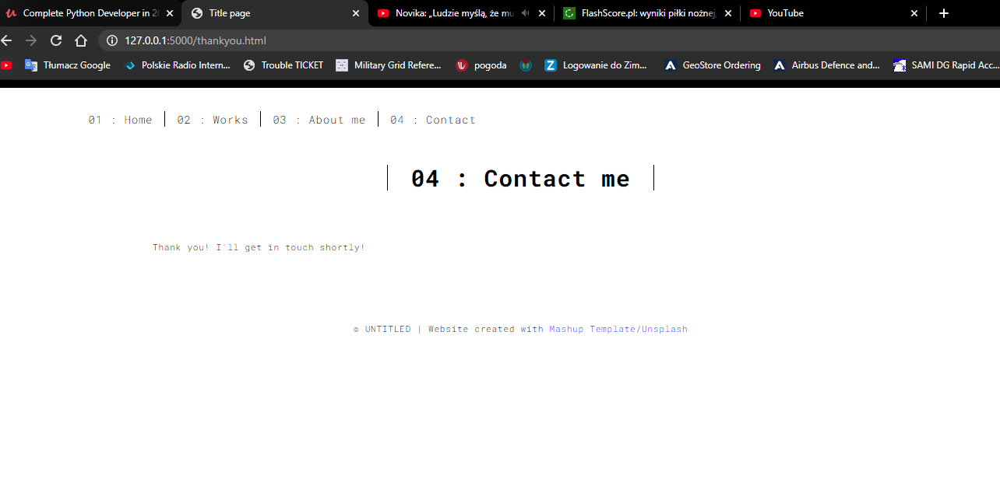 Complete Python Developer in 20
Title page
Novika: „Ludzie myślą, że mu
FlashScore.pl: wyniki piłki nożnej,
YouTube
127.0.0.1:5000/thankyou.html
Tłumacz Google
Polskie Radio Intern...
Trouble TICKET
Military Grid Refere...
pogoda
Logowanie do Zim...
GeoStore Ordering
Airbus Defence and...
SAMI DG Rapid Acc...
01 : Home
02 : Works
03 : About me
04 : Contact
04 : Contact me
Thank you! I'll get in touch shortly!
© UNTITLED | Website created with Mashup Template/Unsplash